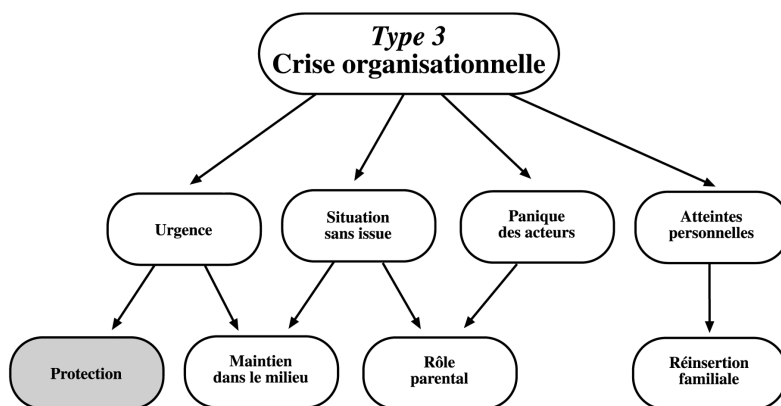 Type 3
Crise organisationnelle
Urgence
Situation
sans issue
Panique
des acteurs
Atteintes
personnelles
Protection
Maintien
dans le milieu
Rôle
parental
Réinsertion
familiale